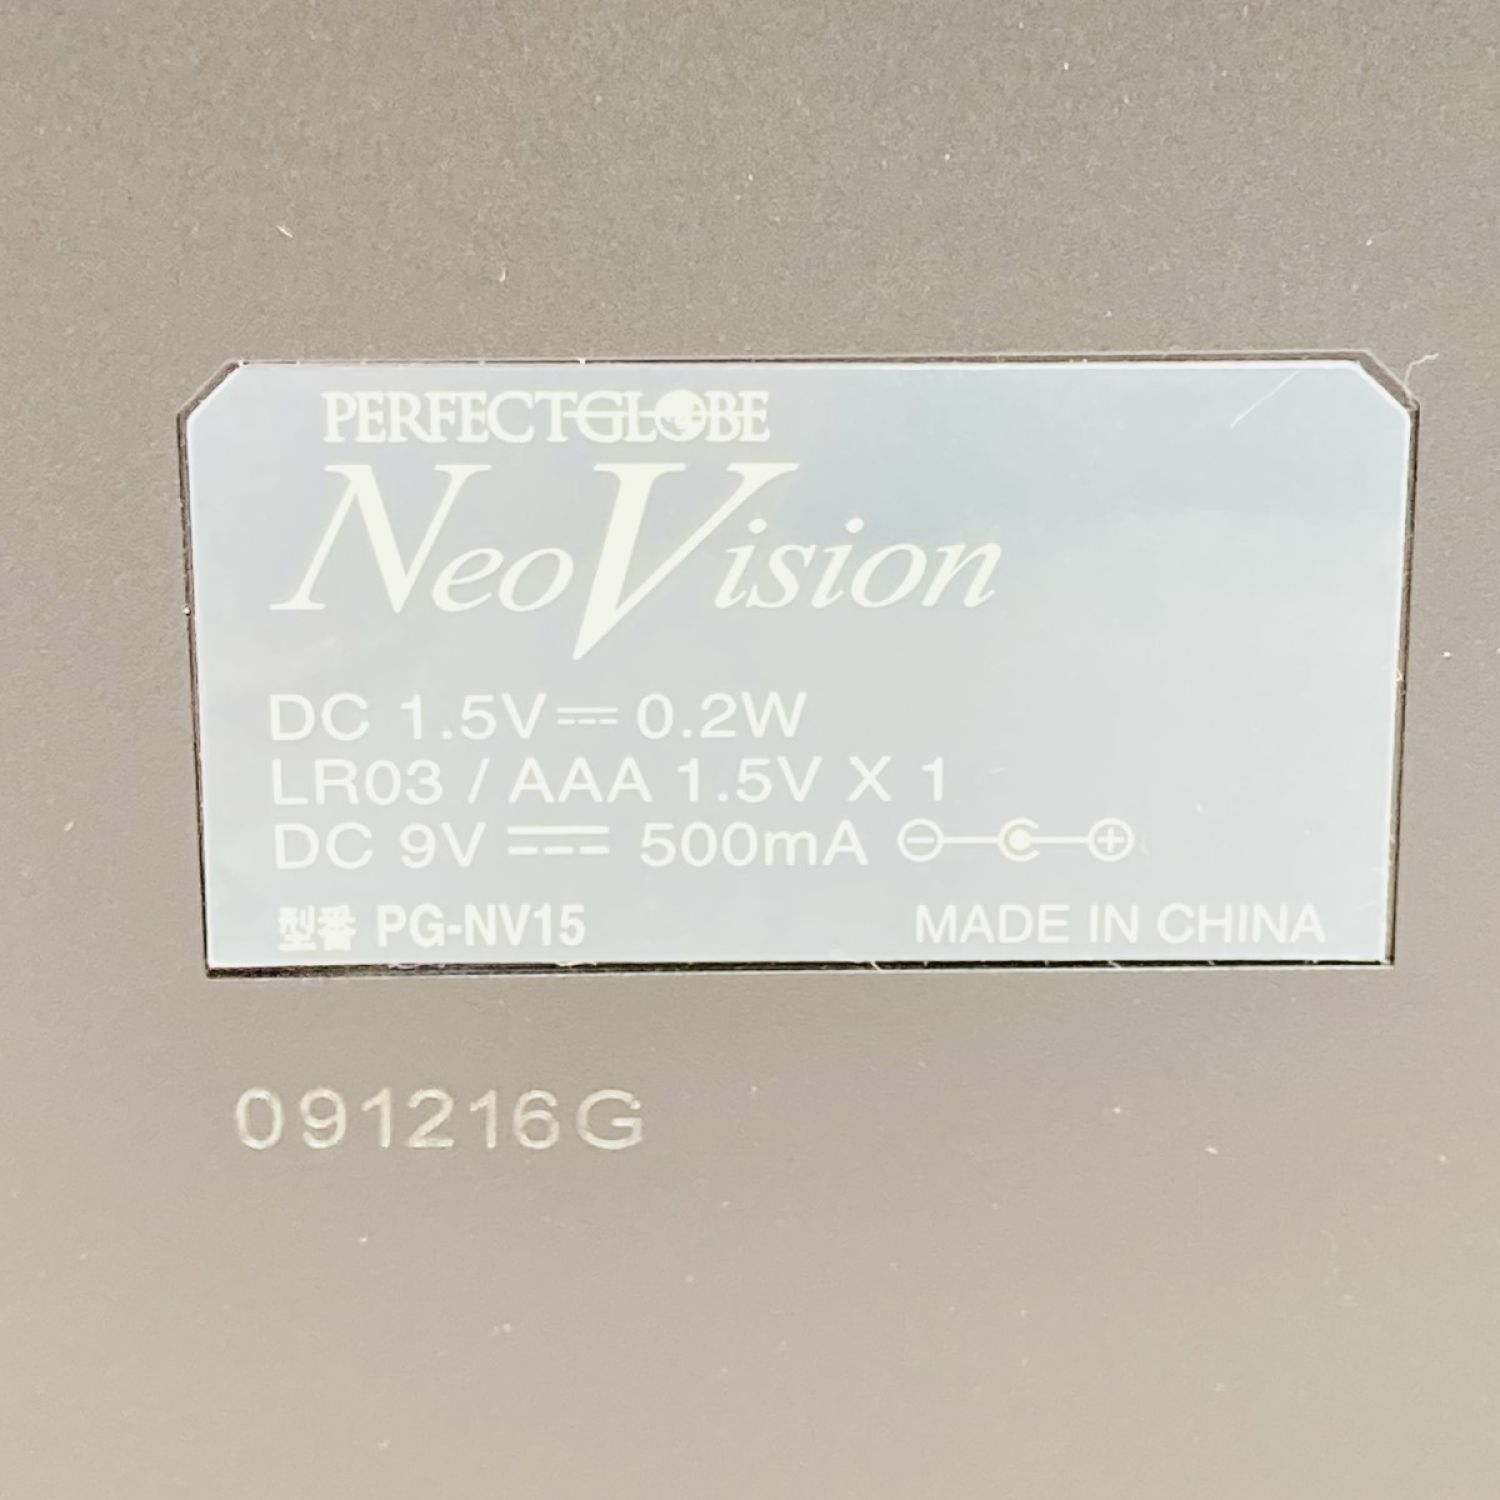 PERFECTGLOBE
NeoVision
DC 1.5V⎓ 0.2W
LR03 / AAA 1.5V X 1
DC 9V ⎓ 500mA ⊖-C-⊕
型番 PG-NV15
MADE IN CHINA
091216G